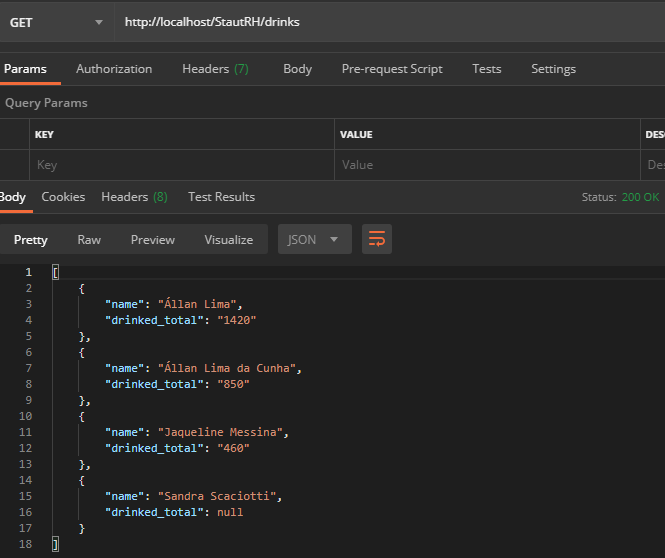 GET http://localhost/StautRH/drinks
Params Authorization Headers (7) Body Pre-request Script Tests Settings
Query Params
KEY VALUE DESC
Key Value Des
Body Cookies Headers (8) Test Results Status: 200 OK
Pretty Raw Preview Visualize JSON
1 [
2 {
3 "name": "Állan Lima",
4 "drinked_total": "1420"
5 },
6 {
7 "name": "Állan Lima da Cunha",
8 "drinked_total": "850"
9 },
10 {
11 "name": "Jaqueline Messina",
12 "drinked_total": "460"
13 },
14 {
15 "name": "Sandra Scaciotti",
16 "drinked_total": null
17 }
18 ]